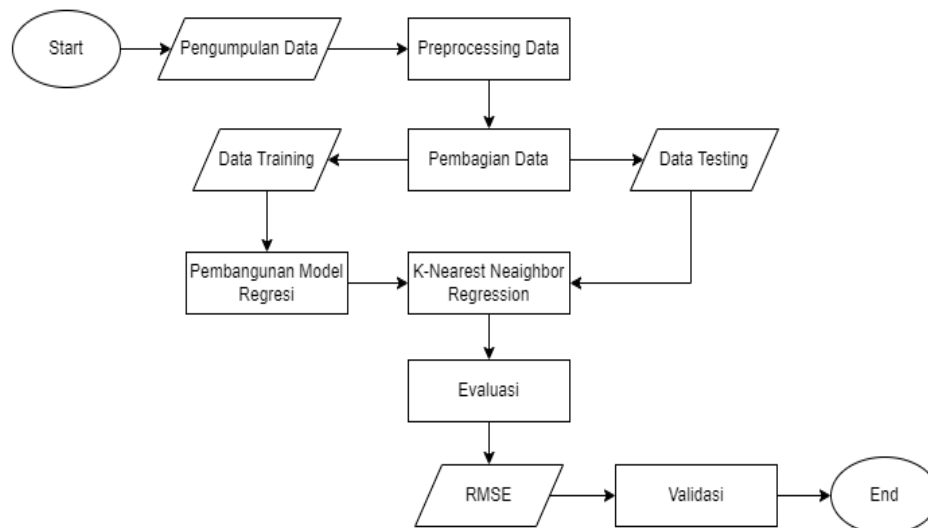 Start
Pengumpulan Data
Preprocessing Data
Data Training
Pembagian Data
Data Testing
Pembangunan Model
Regresi
K-Nearest Neaighbor
Regression
Evaluasi
RMSE
Validasi
End